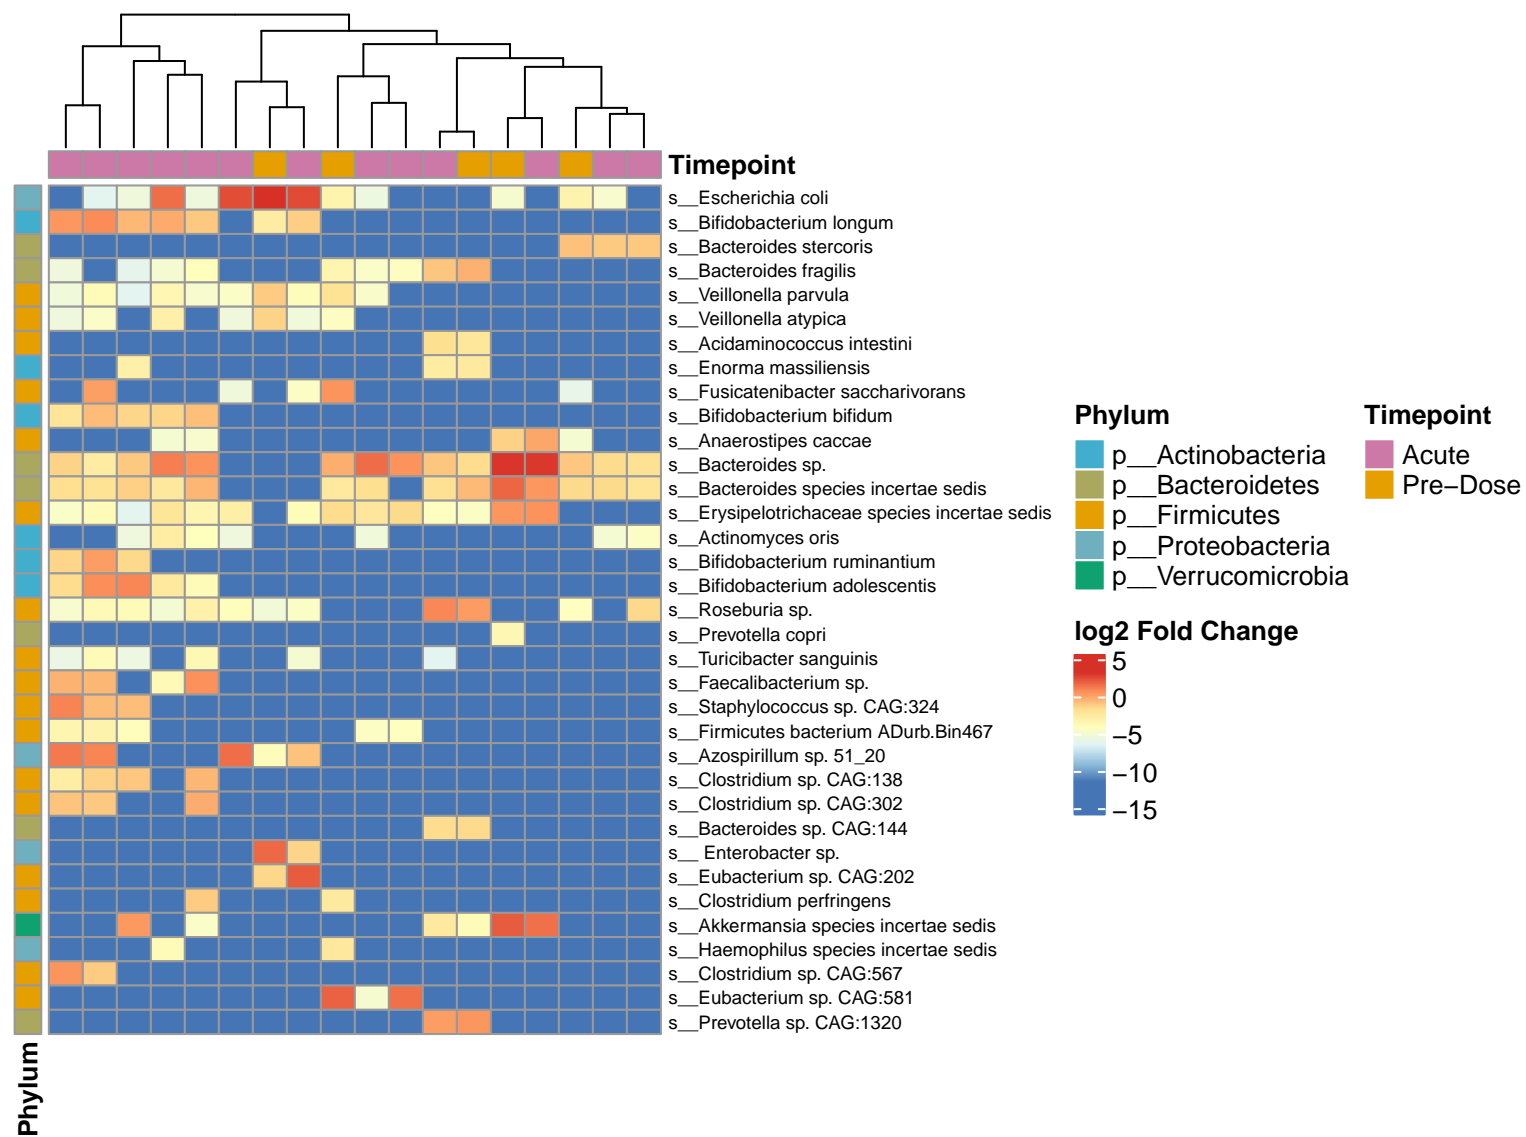 Timepoint
s__Escherichia coli
s__Bifidobacterium longum
s__Bacteroides stercoris
s__Bacteroides fragilis
s__Veillonella parvula
s__Veillonella atypica
s__Acidaminococcus intestini
s__Enorma massiliensis
s__Fusicatenibacter saccharivorans
s__Bifidobacterium bifidum
s__Anaerostipes caccae
s__Bacteroides sp.
s__Bacteroides species incertae sedis
s__Erysipelotrichaceae species incertae sedis
s__Actinomyces oris
s__Bifidobacterium ruminantium
s__Bifidobacterium adolescentis
s__Roseburia sp.
s__Prevotella copri
s__Turicibacter sanguinis
s__Faecalibacterium sp.
s__Staphylococcus sp. CAG:324
s__Firmicutes bacterium ADurb.Bin467
s__Azospirillum sp. 51_20
s__Clostridium sp. CAG:138
s__Clostridium sp. CAG:302
s__Bacteroides sp. CAG:144
s__ Enterobacter sp.
s__Eubacterium sp. CAG:202
s__Clostridium perfringens
s__Akkermansia species incertae sedis
s__Haemophilus species incertae sedis
s__Clostridium sp. CAG:567
s__Eubacterium sp. CAG:581
s__Prevotella sp. CAG:1320
Phylum
Phylum
p__Actinobacteria
p__Bacteroidetes
p__Firmicutes
p__Proteobacteria
p__Verrucomicrobia
Timepoint
Acute
Pre−Dose
log2 Fold Change
5
0
−5
−10
−15